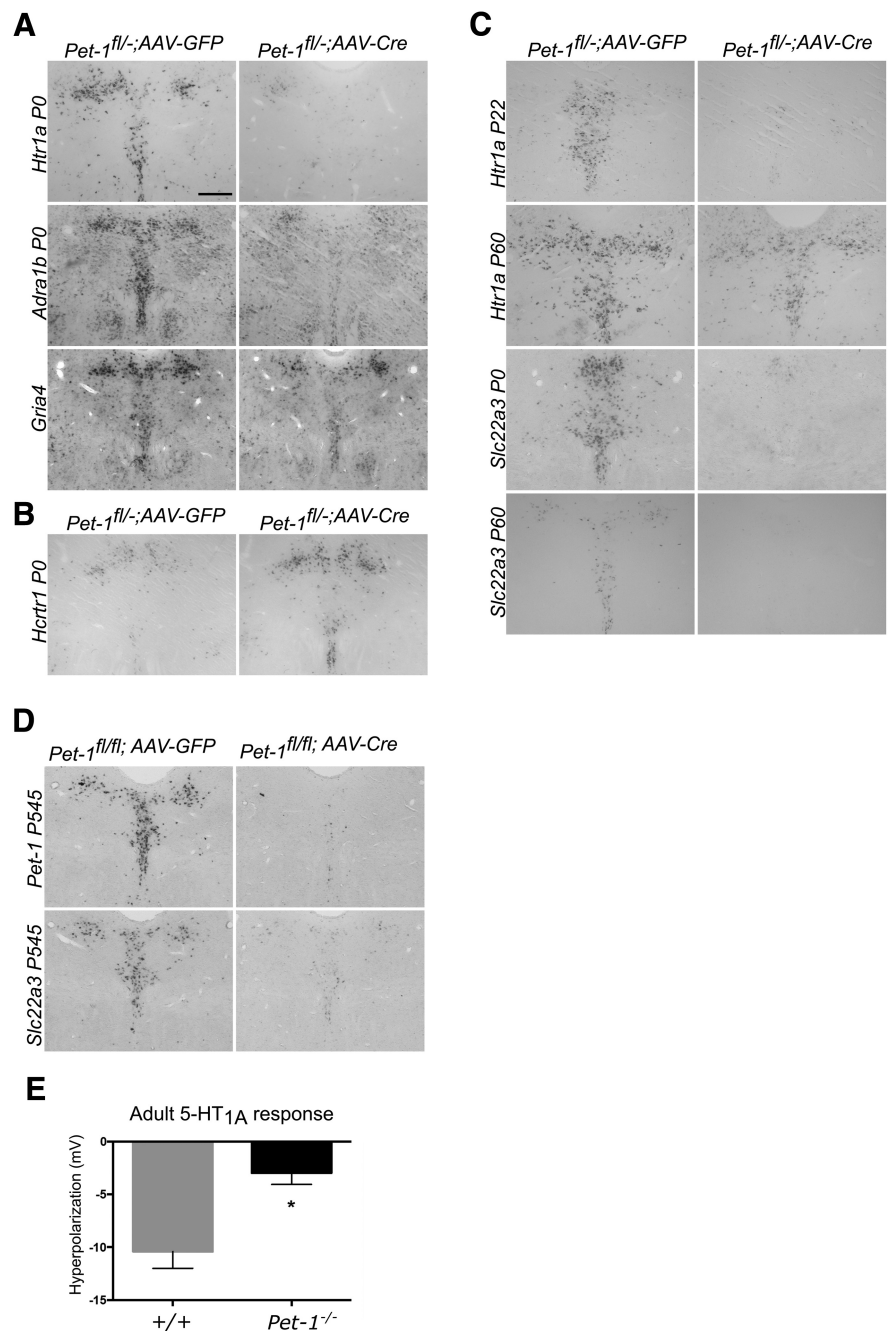 A
Pet-1fl/-;AAV-GFP Pet-1fl/-;AAV-Cre
Htr1a P0
Adra1b P0
Gria4
B
Pet-1fl/-;AAV-GFP Pet-1fl/-;AAV-Cre
Hcrtr1 P0
C
Pet-1fl/-;AAV-GFP Pet-1fl/-;AAV-Cre
Htr1a P22
Htr1a P60
Slc22a3 P0
Slc22a3 P60
D
Pet-1fl/fl; AAV-GFP Pet-1fl/fl; AAV-Cre
Pet-1 P545
Slc22a3 P545
E
Adult 5-HT1A response
Hyperpolarization (mV)
0
-5
-10
-15
*
+/+ Pet-1-/-